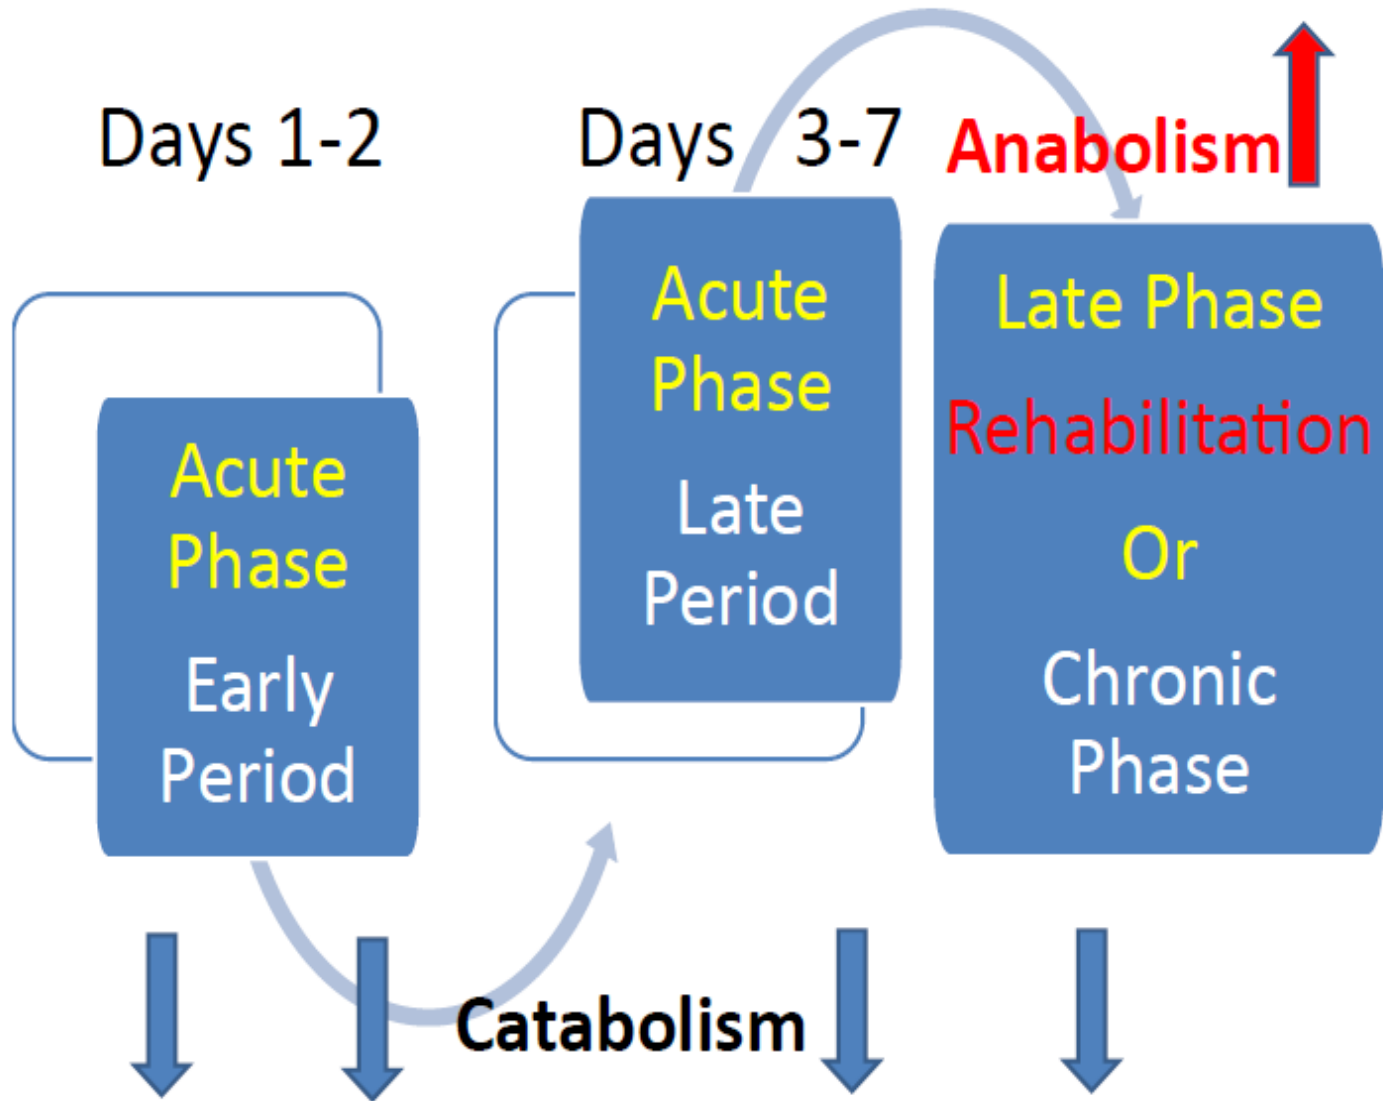 Days 1-2
Acute
Phase
Early
Period
Days 3-7
Acute
Phase
Late
Period
Anabolism
Late Phase
Rehabilitation
Or
Chronic
Phase
Catabolism